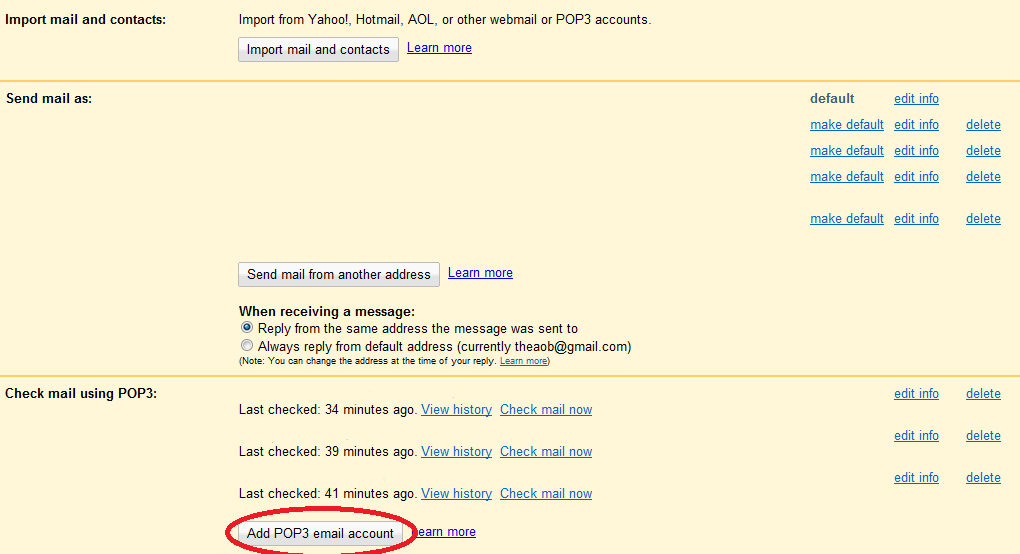 Import mail and contacts: Import from Yahoo!, Hotmail, AOL, or other webmail or POP3 accounts.
Import mail and contacts Learn more
Send mail as: default edit info
make default edit info delete
make default edit info delete
make default edit info delete
make default edit info delete
Send mail from another address Learn more
When receiving a message:
Reply from the same address the message was sent to
Always reply from default address (currently theaob@gmail.com)
(Note: You can change the address at the time of your reply. Learn more)
Check mail using POP3: edit info delete
Last checked: 34 minutes ago. View history Check mail now
edit info delete
Last checked: 39 minutes ago. View history Check mail now
edit info delete
Last checked: 41 minutes ago. View history Check mail now
Add POP3 email account earn more